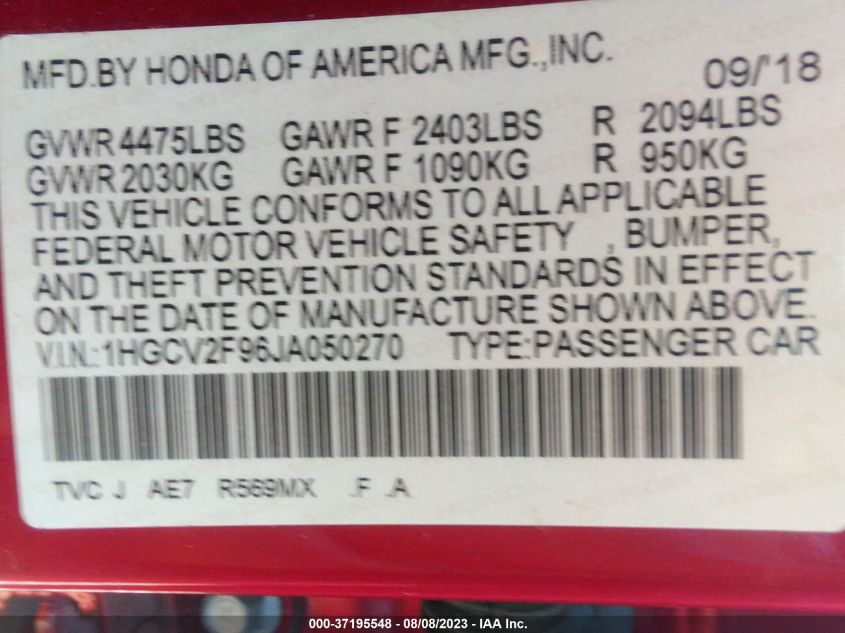 MFD.BY HONDA OF AMERICA MFG.,INC.
09/'18
GVWR 4475LBS GAWR F 2403LBS R 2094LBS
GVWR 2030KG GAWR F 1090KG R 950KG
THIS VEHICLE CONFORMS TO ALL APPLICABLE
FEDERAL MOTOR VEHICLE SAFETY , BUMPER,
AND THEFT PREVENTION STANDARDS IN EFFECT
ON THE DATE OF MANUFACTURE SHOWN ABOVE.
V.I.N.:1HGCV2F96JA050270 TYPE:PASSENGER CAR
TVC J AE7 R569MX .F .A
000-37195548 - 08/08/2023 - IAA Inc.